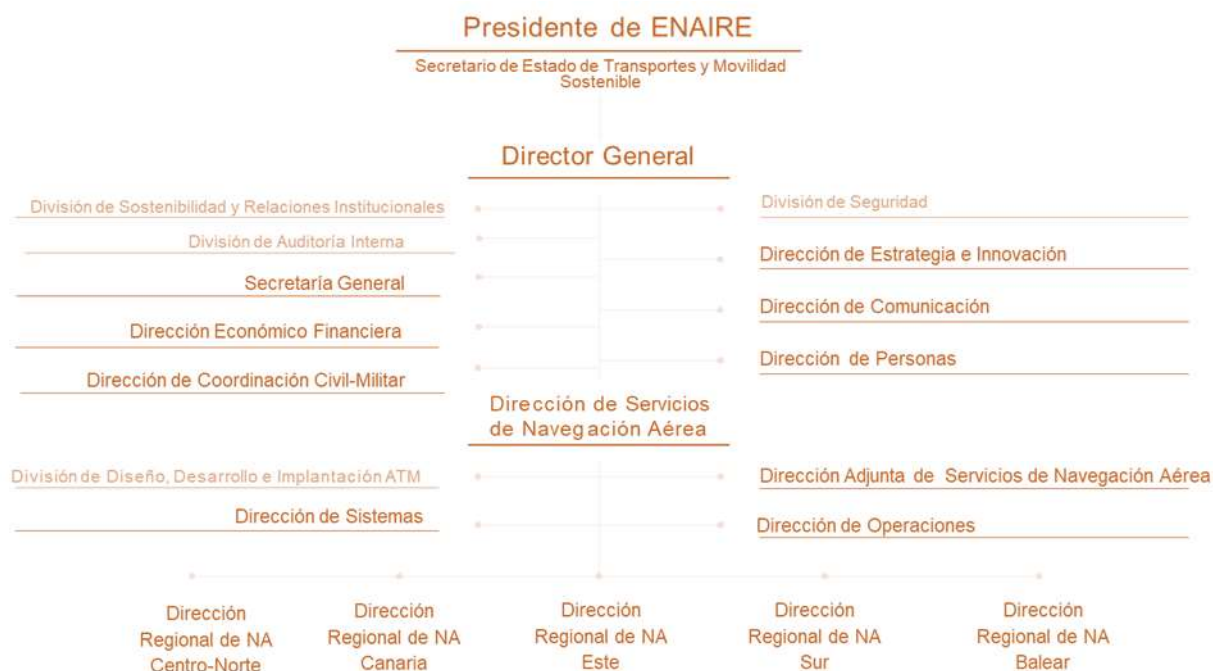 Presidente de ENAIRE
Secretario de Estado de Transportes y Movilidad
Sostenible
Director General
División de Sostenibilidad y Relaciones Institucionales
División de Auditoría Interna
Secretaría General
Dirección Económico Financiera
Dirección de Coordinación Civil-Militar
División de Seguridad
Dirección de Estrategia e Innovación
Dirección de Comunicación
Dirección de Personas
Dirección de Servicios
de Navegación Aérea
División de Diseño, Desarrollo e Implantación ATM
Dirección de Sistemas
Dirección Adjunta de Servicios de Navegación Aérea
Dirección de Operaciones
Dirección
Regional de NA
Centro-Norte
Dirección
Regional de NA
Canaria
Dirección
Regional de NA
Este
Dirección
Regional de NA
Sur
Dirección
Regional de NA
Balear